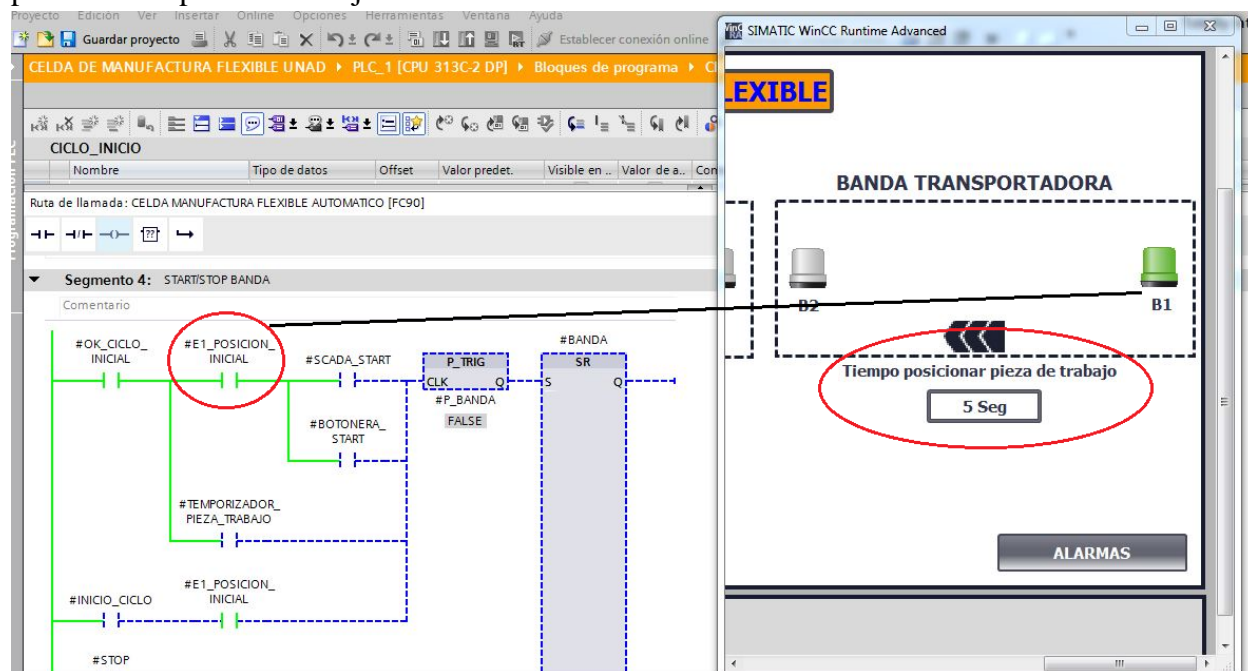 Proyecto Edición Ver Insertar Online Opciones Herramientas Ventana Ayuda
Guardar proyecto
Establecer conexión online
CELDA DE MANUFACTURA FLEXIBLE UNAD PLC_1 [CPU 313C-2 DP] Bloques de programa
CICLO_INICIO
Nombre Tipo de datos Offset Valor predet. Visible en .. Valor de a.. Con
Ruta de llamada: CELDA MANUFACTURA FLEXIBLE AUTOMATICO [FC90]
??
Segmento 4: START/STOP BANDA
Comentario
#OK_CICLO_
INICIAL
#E1_POSICION_
INICIAL
#SCADA_START
P_TRIG
CLK Q
#P_BANDA
FALSE
#BANDA
SR
S Q
#BOTONERA_
START
#TEMPORIZADOR_
PIEZA_TRABAJO
#INICIO_CICLO
#E1_POSICION_
INICIAL
#STOP
SIMATIC WinCC Runtime Advanced
LEXIBLE
BANDA TRANSPORTADORA
B2
B1
Tiempo posicionar pieza de trabajo
5 Seg
ALARMAS